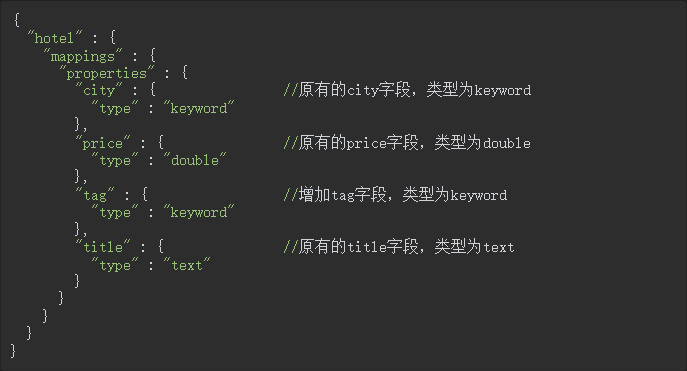 {
  "hotel" : {
    "mappings" : {
      "properties" : {
        "city" : {                //原有的city字段，类型为keyword
          "type" : "keyword"
        },
        "price" : {               //原有的price字段，类型为double
          "type" : "double"
        },
        "tag" : {                 //增加tag字段，类型为keyword
          "type" : "keyword"
        },
        "title" : {               //原有的title字段，类型为text
          "type" : "text"
        }
      }
    }
  }
}